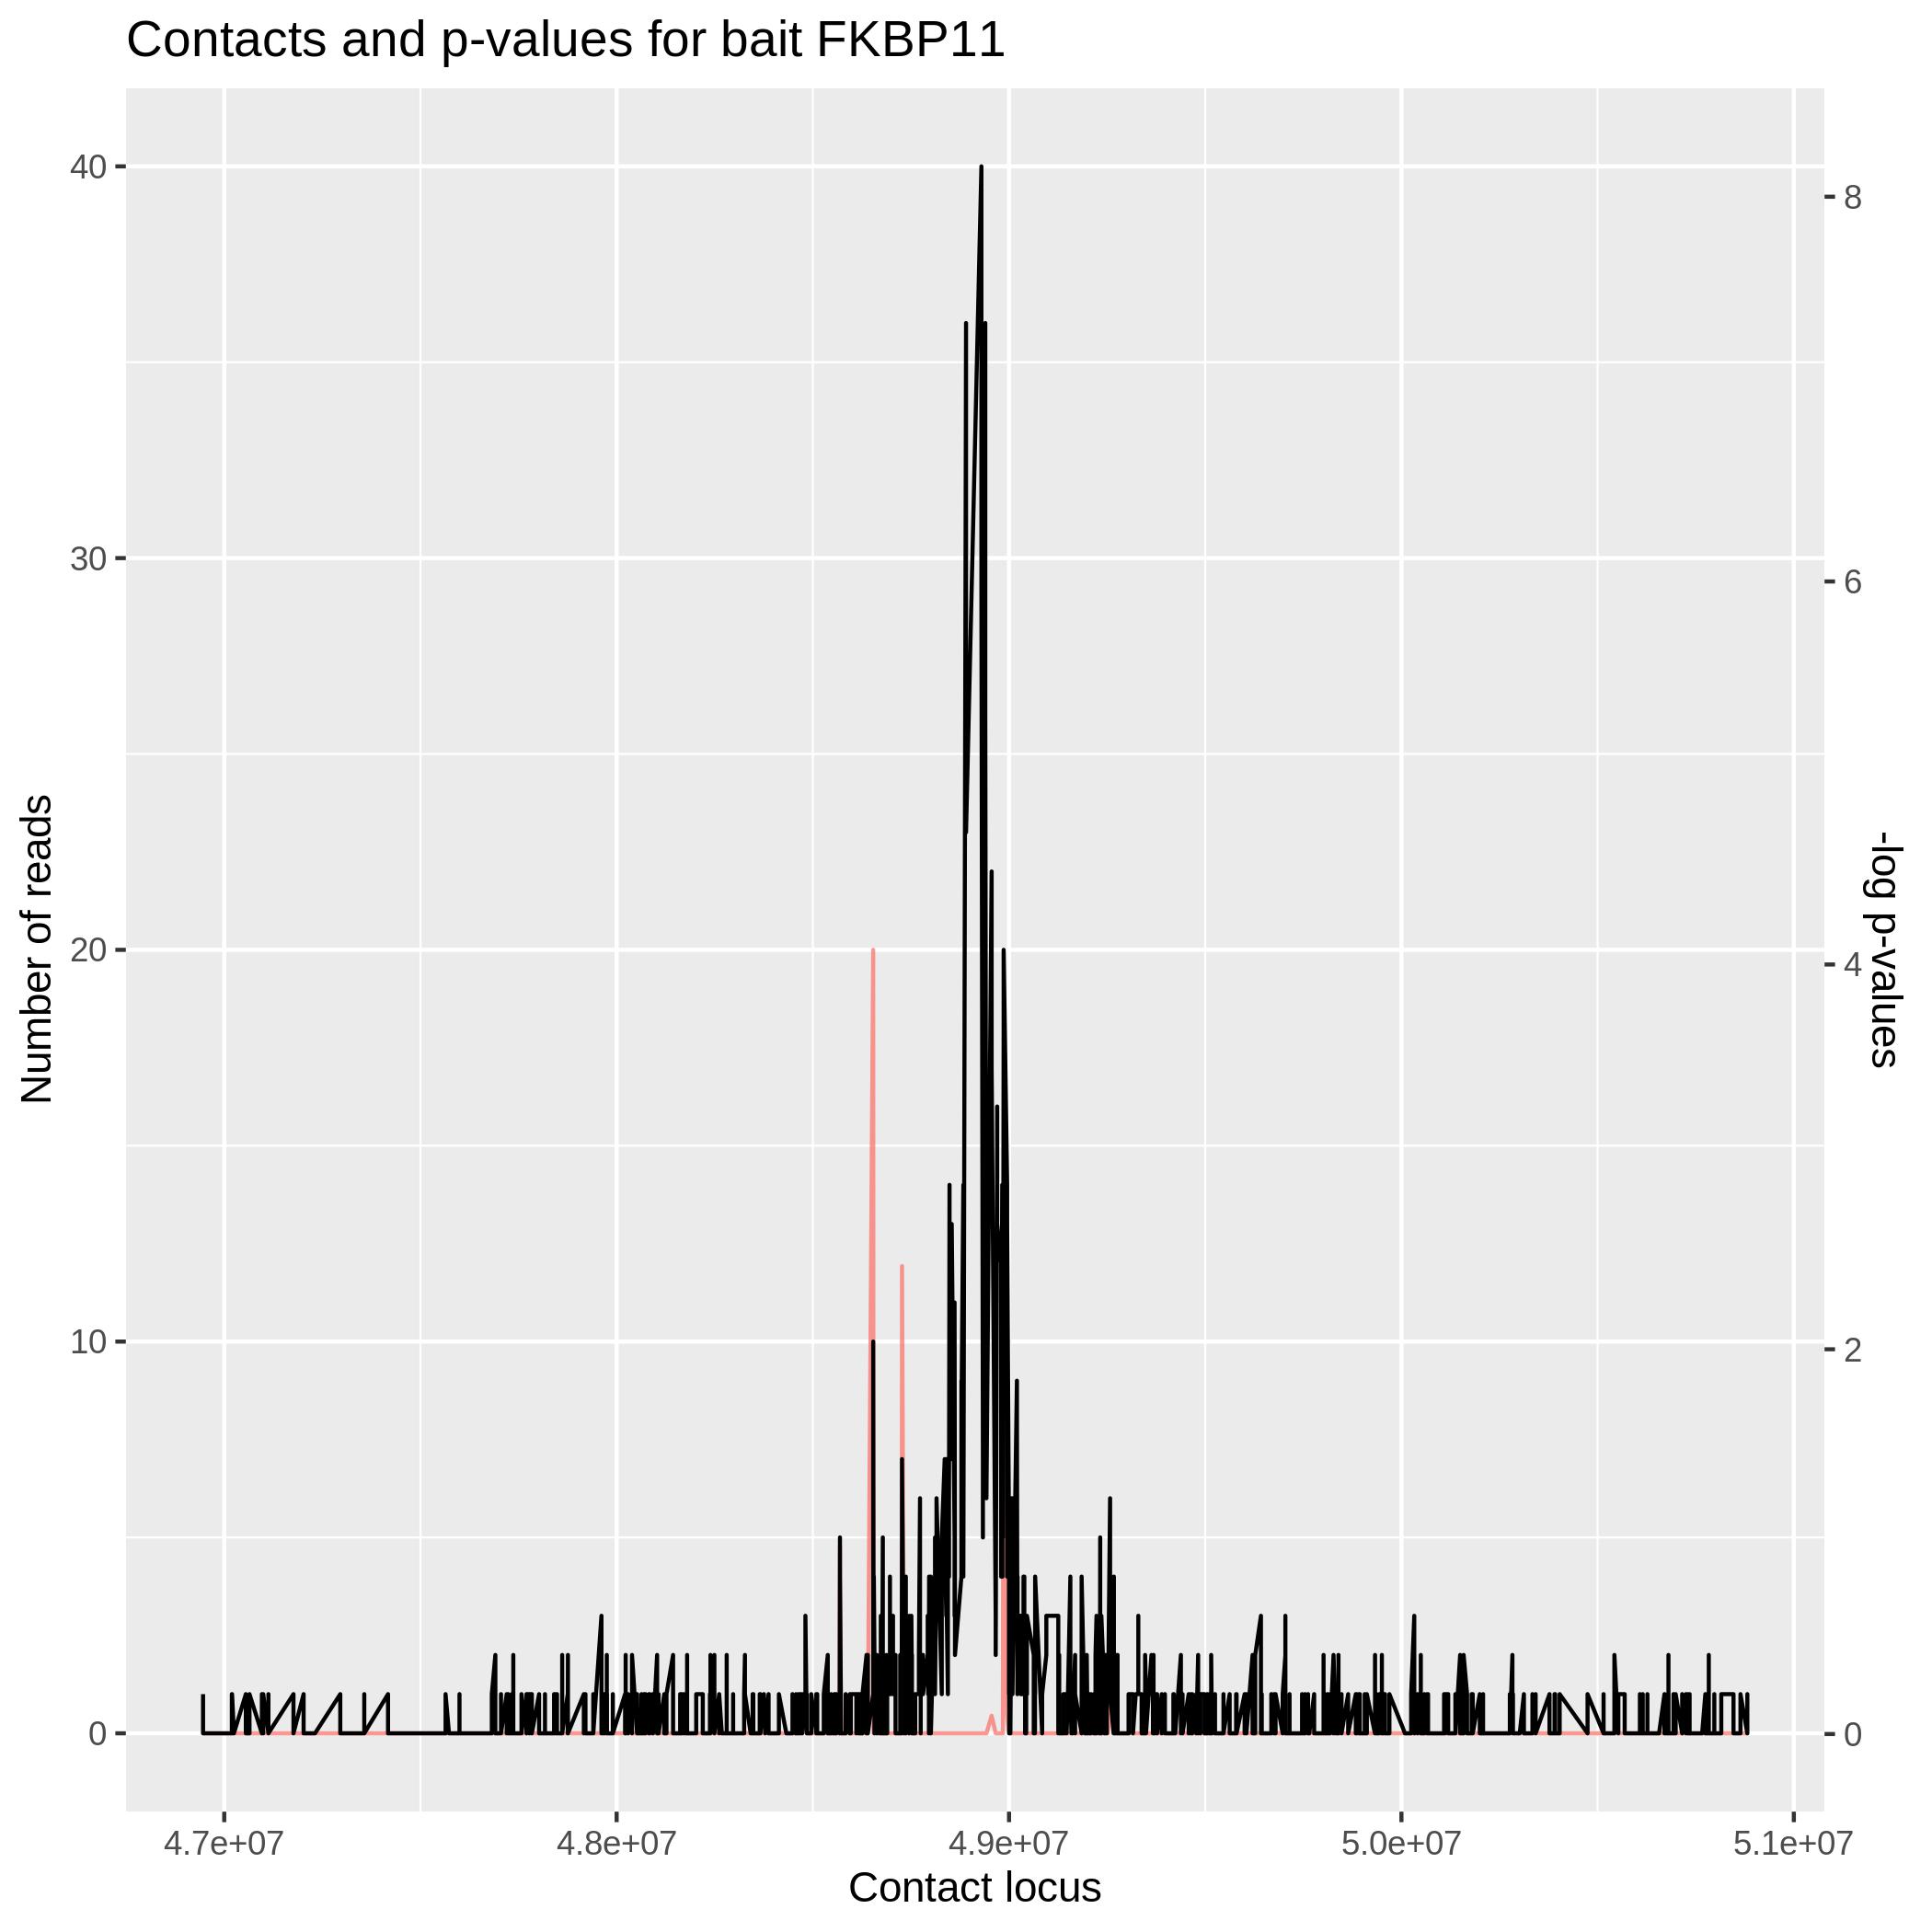 Contacts and p-values for bait FKBP11
Number of reads
40
30
20
10
0
8
6
4
2
0
-log p-values
4.7e+07 4.8e+07 4.9e+07 5.0e+07 5.1e+07
Contact locus